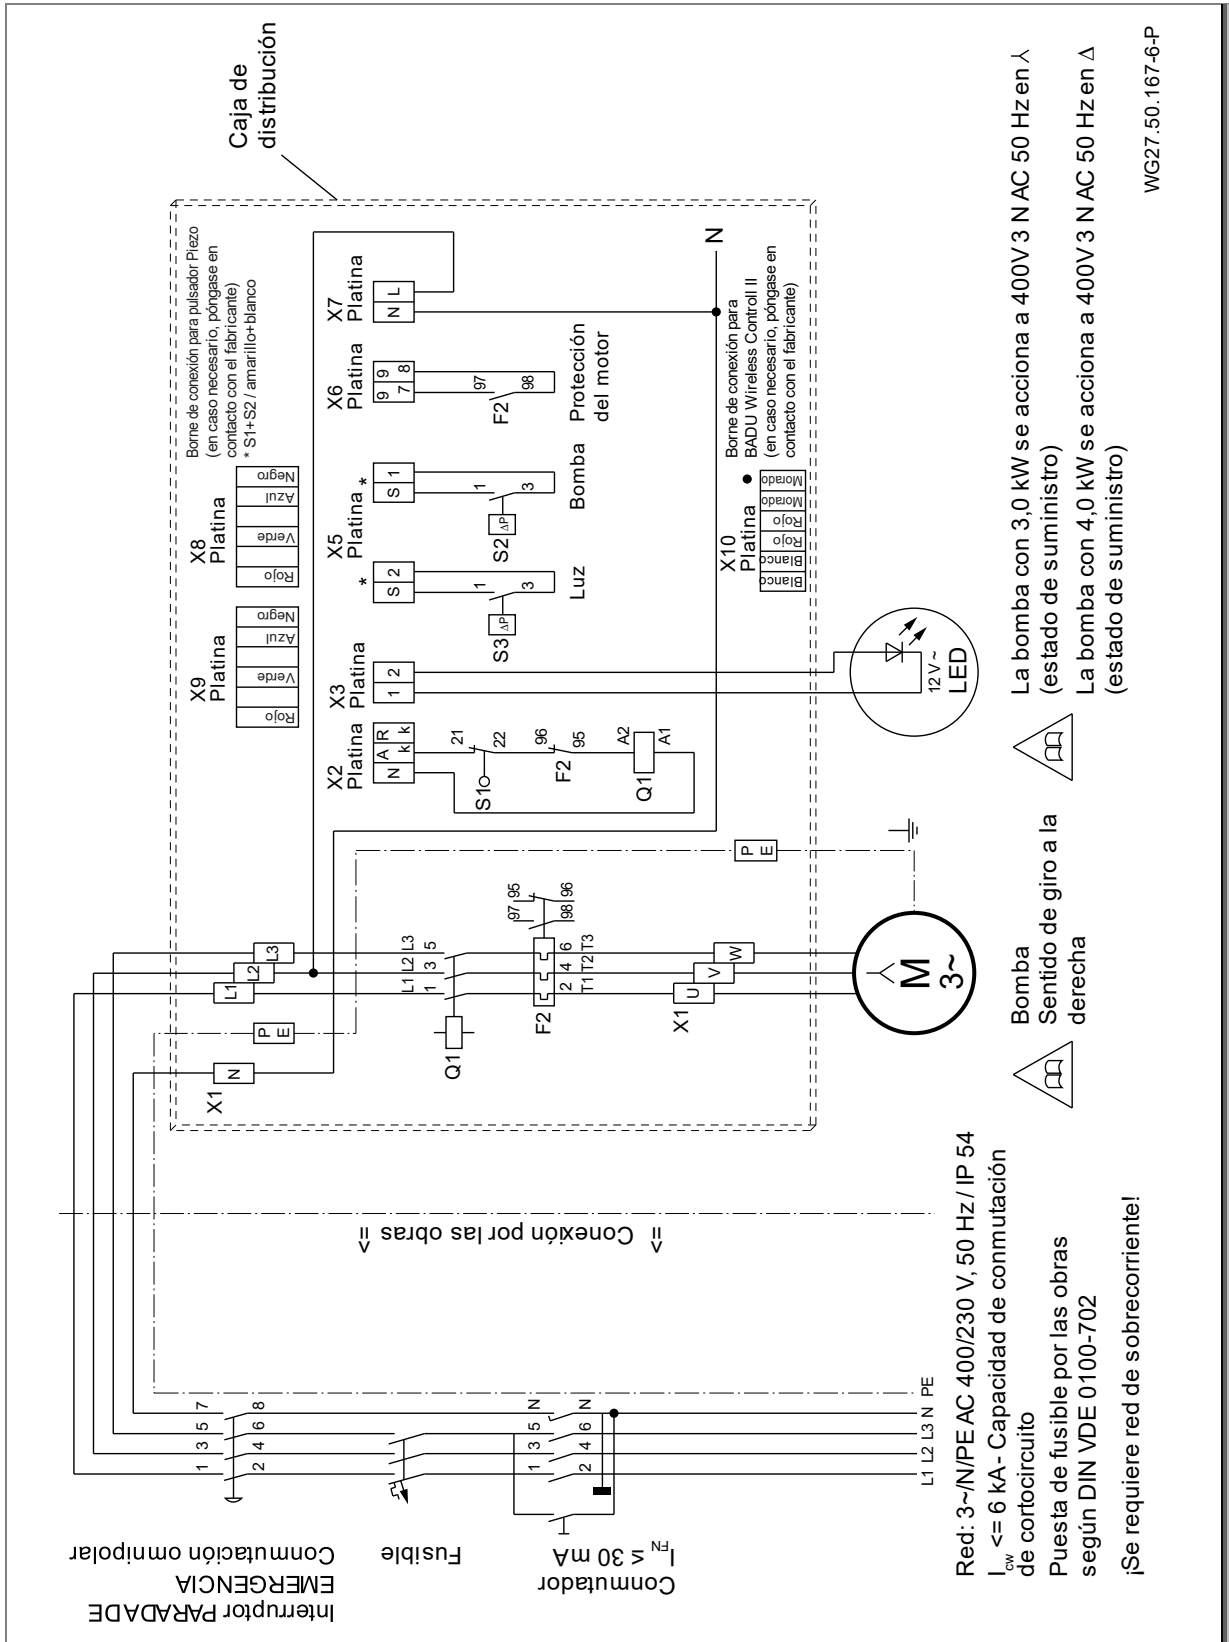 Caja de
distribución
Borne de conexión para pulsador Piezo
(en caso necesario, póngase en
contacto con el fabricante)
* S1+S2 / amarillo+blanco
X9
Platina
Rojo
Verde
Azul
Negro
X8
Platina
Rojo
Verde
Azul
Negro
X2
Platina
N
A k
R k
X3
Platina
1 2
*
S 2
X5
Platina *
S 1
X6
Platina
9 9
7 8
X7
Platina
N L
21
22
S1
96
95
F2
A2
A1
Q1
1
3
ΔP
S3
Luz
1
3
ΔP
S2
Bomba
97
98
F2
Protección
del motor
N
X10
Platina
Blanco
Blanco
Rojo
Rojo
Morado
Morado
Borne de conexión para
BADU Wireless Controll II
(en caso necesario, póngase en
contacto con el fabricante)
12 V ~
LED
X1
N
P E
L1
L2
L3
L1 L2 L3
1 3 5
Q1
97 95
98 96
F2
2 4 6
T1 T2 T3
X1
U
V
W
P E
M
3~
=> Conexión por las obras =>
Interruptor PARADA DE
EMERGENCIA
Conmutación omnipolar
1 3 5 7
2 4 6 8
Fusible
Conmutador
I FN ≤ 30 mA
1 3 5 N
2 4 6 N
L1 L2 L3 N PE
Red: 3~/N/PE AC 400/230 V, 50 Hz / IP 54
I cw <= 6 kA - Capacidad de conmutación
de cortocircuito
Puesta de fusible por las obras
según DIN VDE 0100-702
¡Se requiere red de sobrecorriente!
Bomba
Sentido de giro a la
derecha
La bomba con 3,0 kW se acciona a 400V 3 N AC 50 Hz en Y
(estado de suministro)
La bomba con 4,0 kW se acciona a 400V 3 N AC 50 Hz en Δ
(estado de suministro)
WG27.50.167-6-P